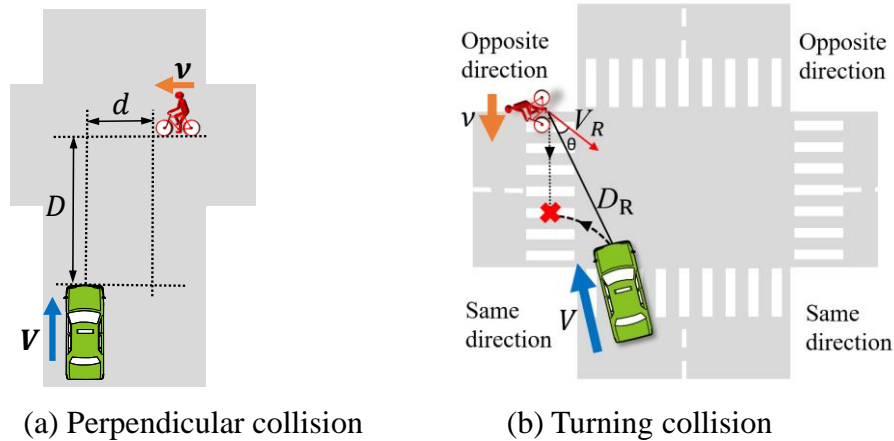 d
v
D
V
(a) Perpendicular collision
Opposite
direction
Opposite
direction
v
V_R
θ
D_R
V
Same
direction
Same
direction
(b) Turning collision